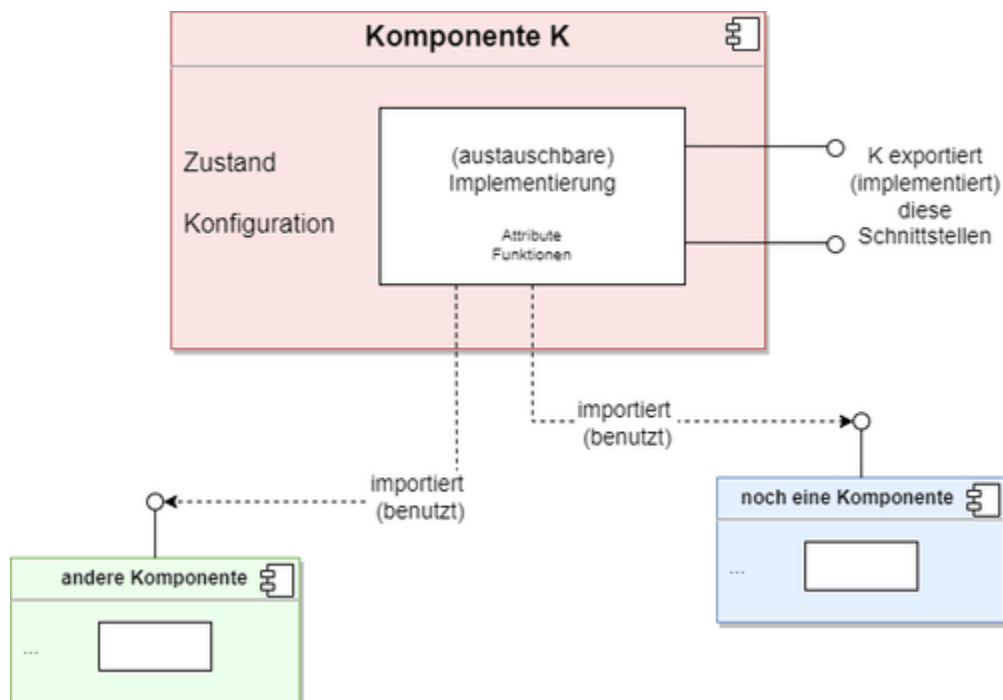 Komponente K
Zustand
Konfiguration
(austauschbare)
Implementierung
Attribute
Funktionen
K exportiert
(implementiert)
diese
Schnittstellen
importiert
(benutzt)
importiert
(benutzt)
noch eine Komponente
...
andere Komponente
...